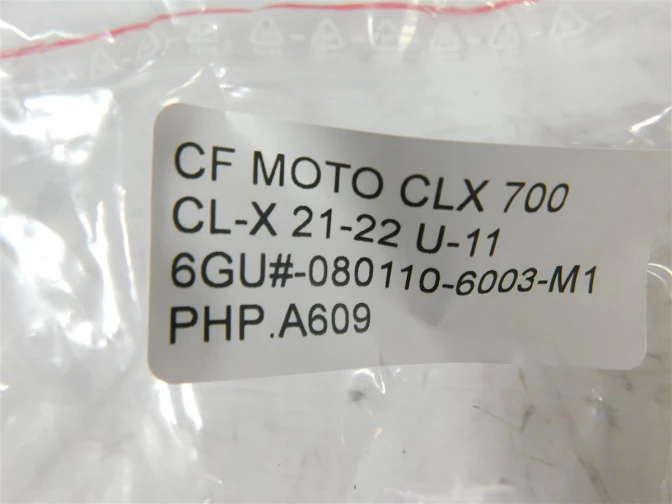 CF MOTO CLX 700
CL-X 21-22 U-11
6GU#-080110-6003-M1
PHP.A609